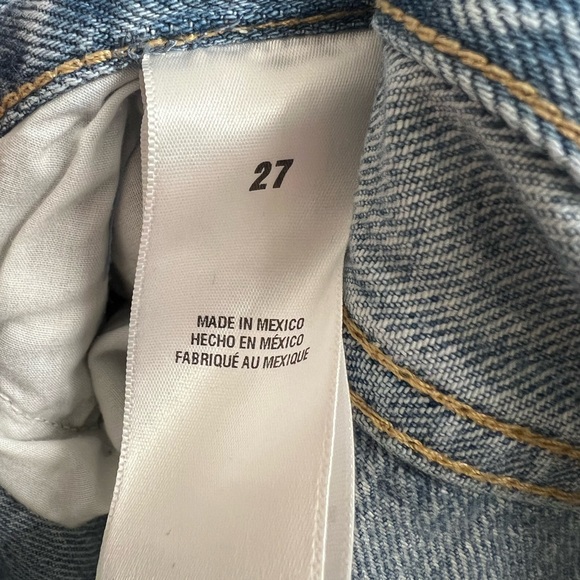 27
MADE IN MEXICO
HECHO EN MÉXICO
FABRIQUÉ AU MEXIQUE